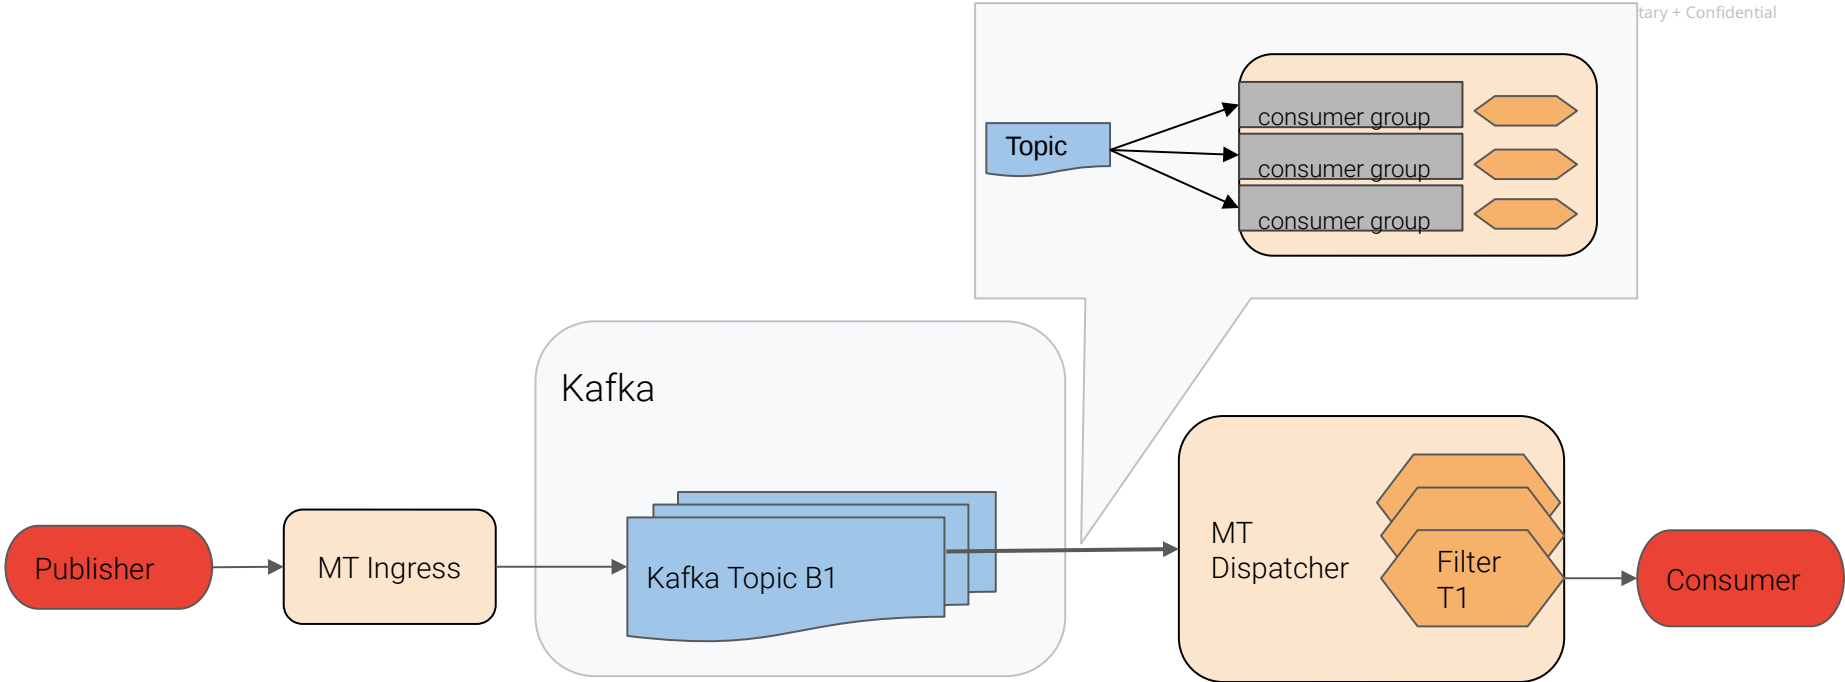 tary + Confidential
Topic
consumer group
consumer group
consumer group
Kafka
Publisher
MT Ingress
Kafka Topic B1
MT
Dispatcher
Filter
T1
Consumer